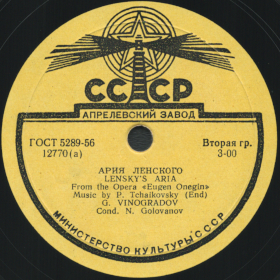 СССР
АПРЕЛЕВСКИЙ ЗАВОД
ГОСТ 5289-56
12770 (а)
Вторая гр.
3-00
АРИЯ ЛЕНСКОГО
LENSKY'S ARIA
From the Opera «Eugen Onegin»
Music by P. Tchaikovsky (End)
G. VINOGRADOV
Cond. N. Golovanov
МИНИСТЕРСТВО КУЛЬТУРЫ СССР